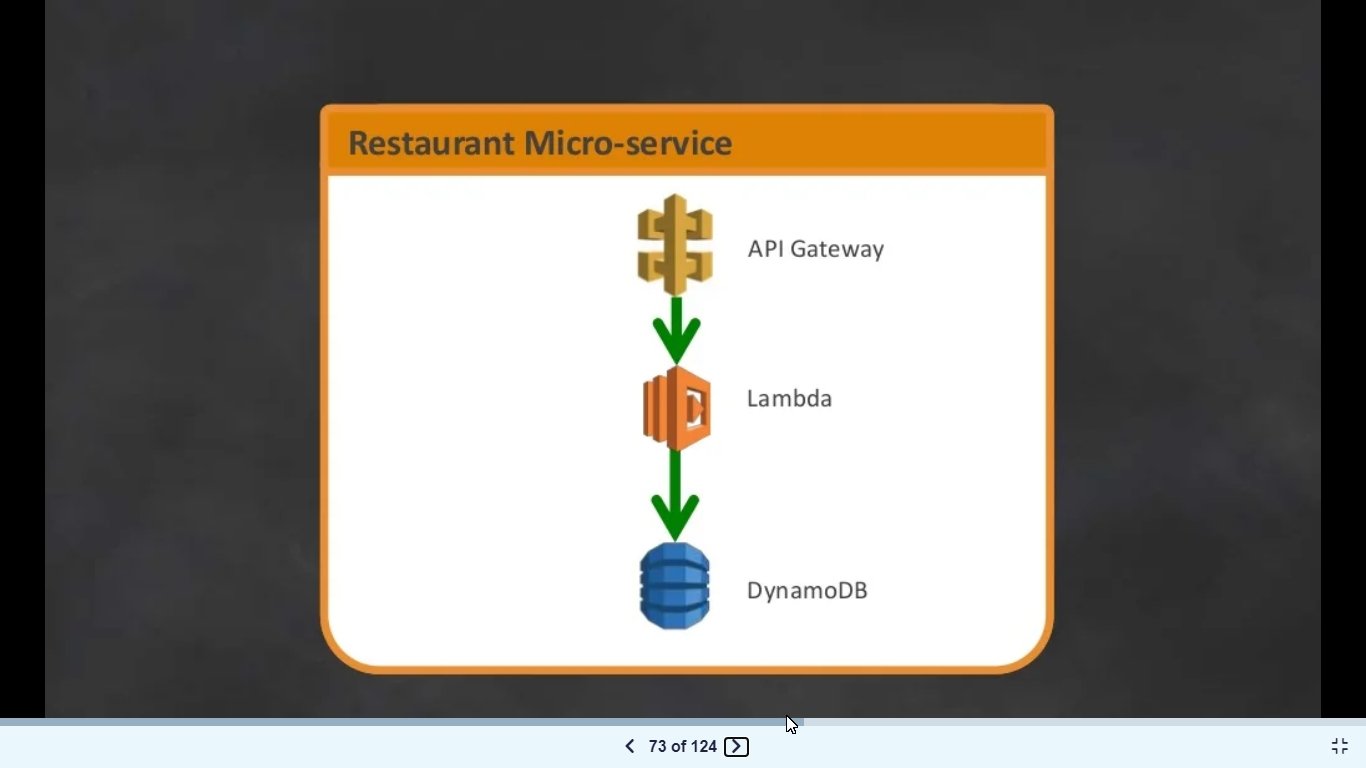 Restaurant Micro-service
API Gateway
Lambda
DynamoDB
73 of 124